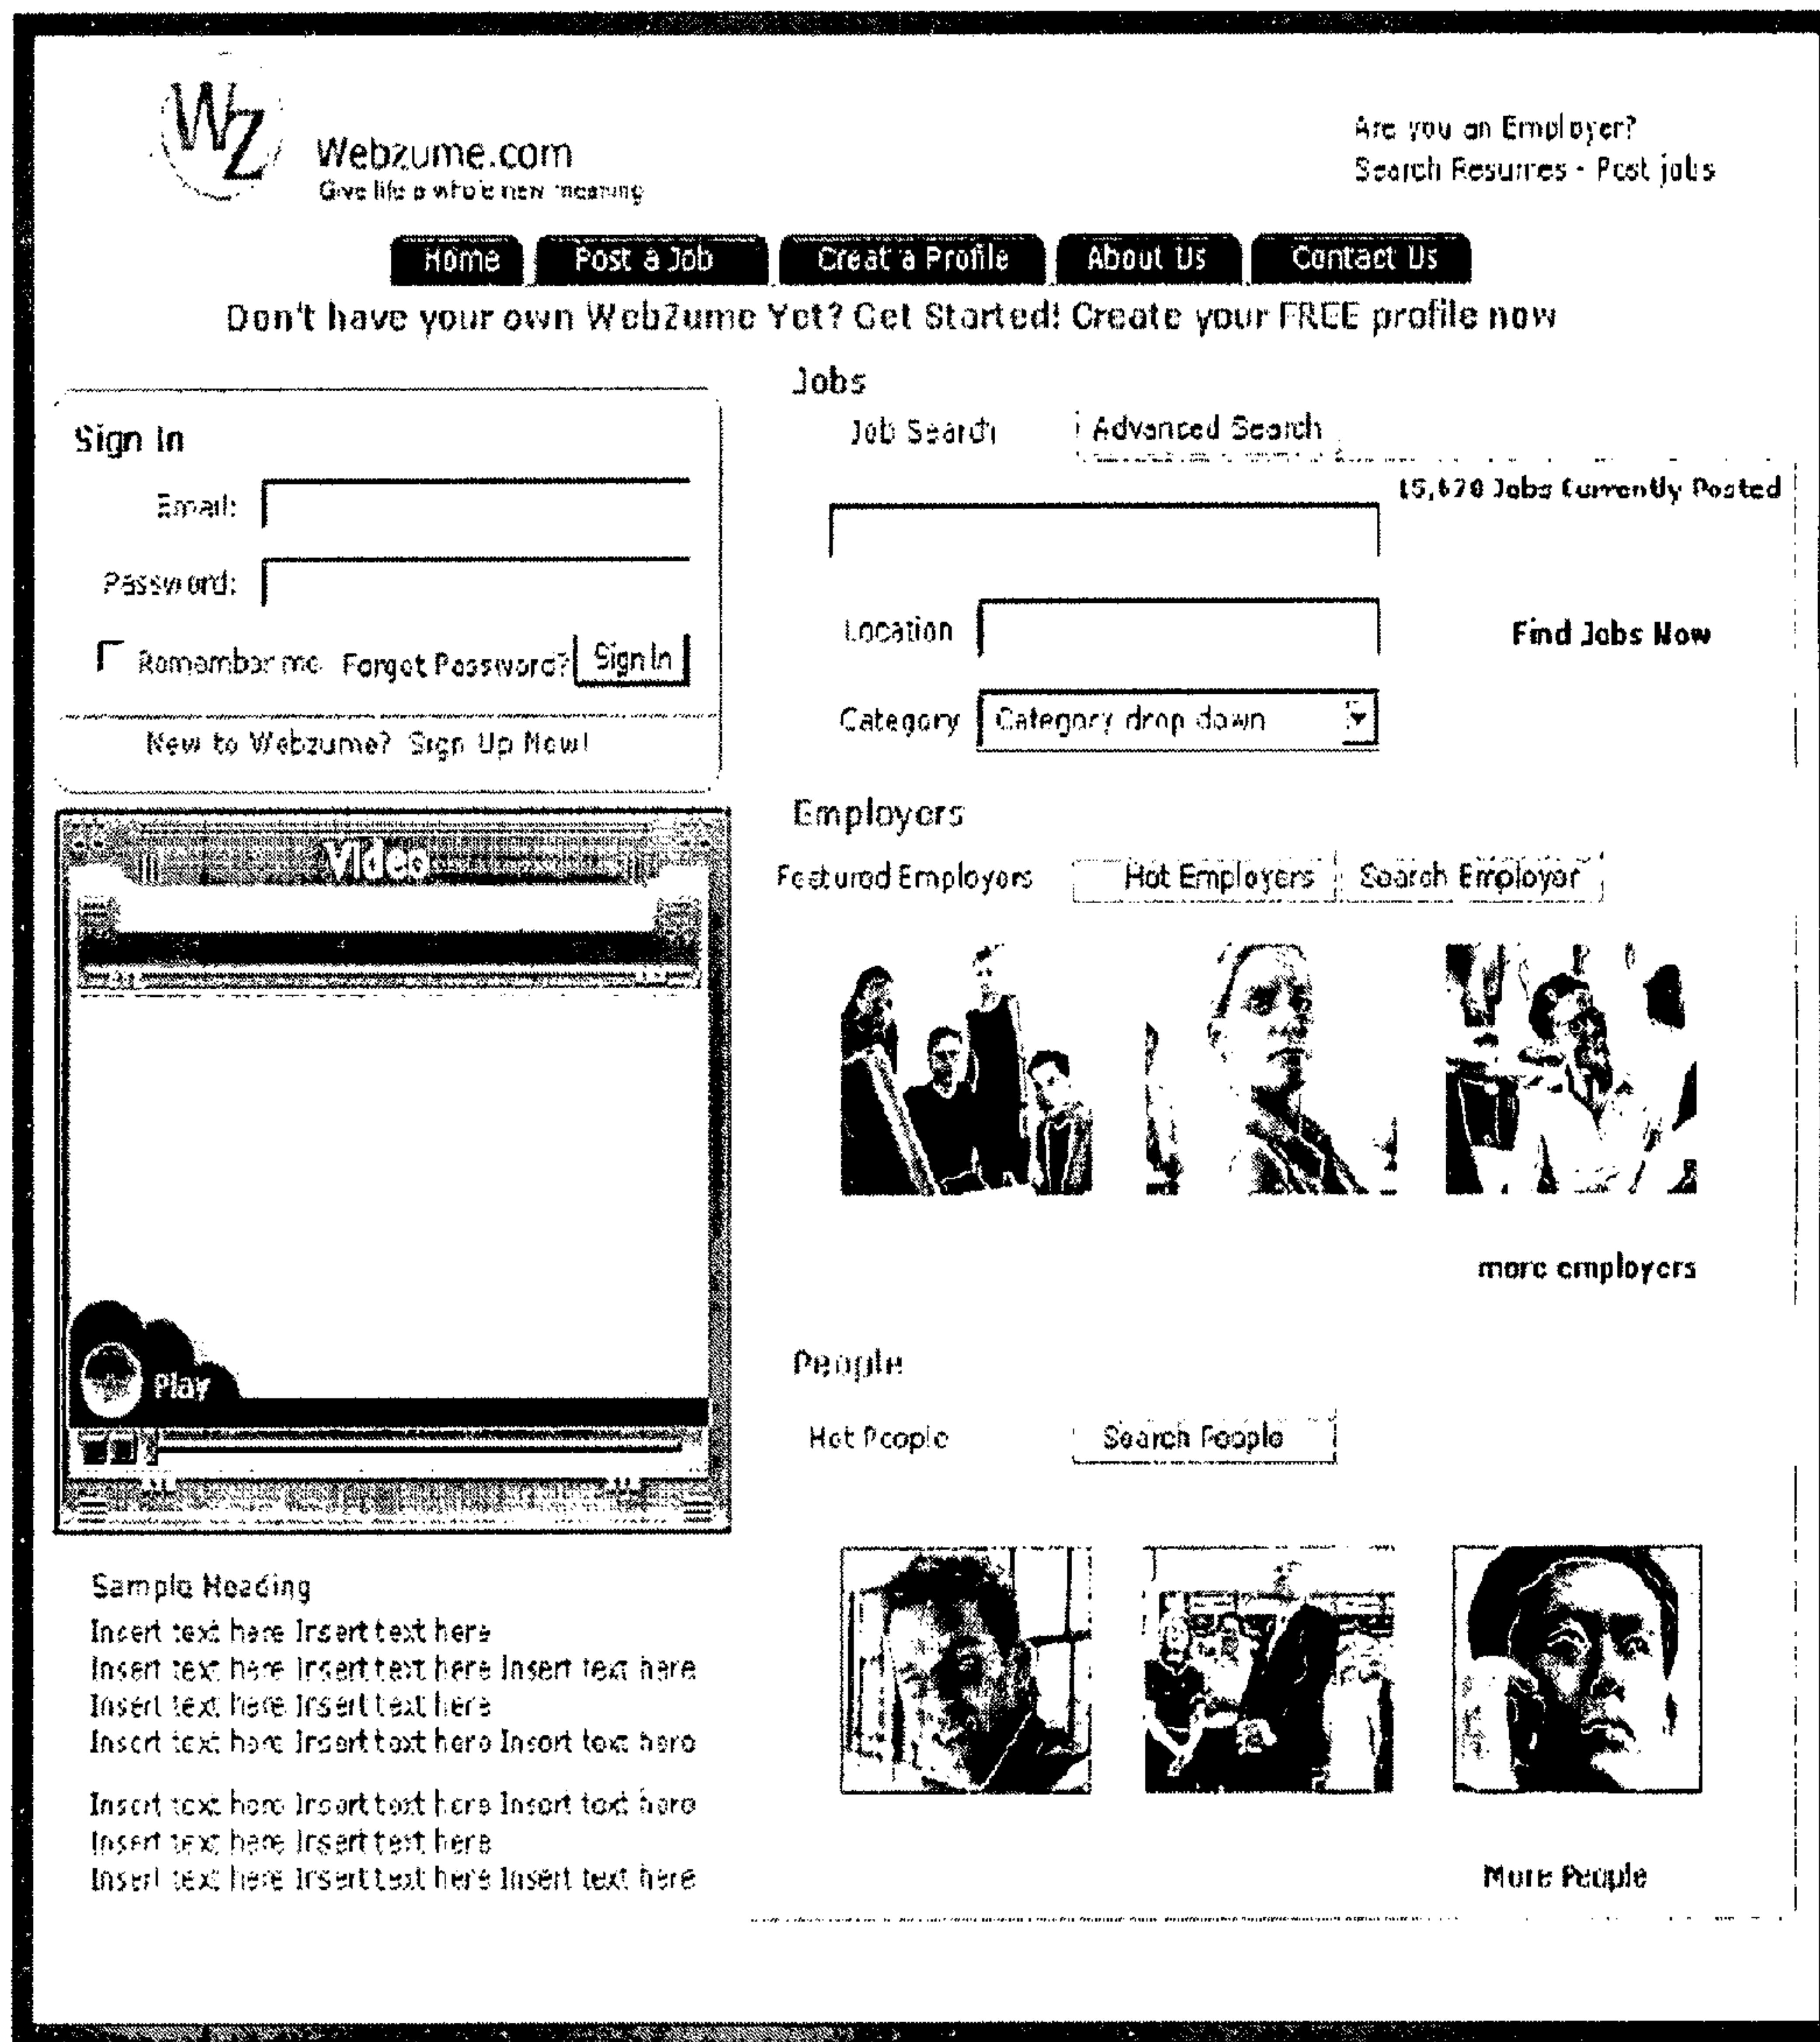 WZ
Webzume.com
Give life a whole new meaning
Are you an Employer?
Search Resumes - Post jobs
Home Post a Job Creat a Profile About Us Contact Us
Don't have your own WebZume Yet? Get Started! Create your FREE profile now
Sign In
Email:
Password:
Remember me Forgot Password? Sign In
New to Webzume? Sign Up Now!
Video
Play
Sample Heading
Insert text here Insert text here
Insert text here Insert text here Insert text here
Insert text here Insert text here
Insert text here Insert text here Insert text here
Insert text here Insert text here Insert text here
Insert text here Insert text here
Insert text here Insert text here Insert text here
Jobs
Job Search Advanced Search
Jobs Currently Posted
Location
Find Jobs Now
Category Category drop down
Employers
Featured Employers Hot Employers Search Employer
more employers
People
Hot People Search People
More People